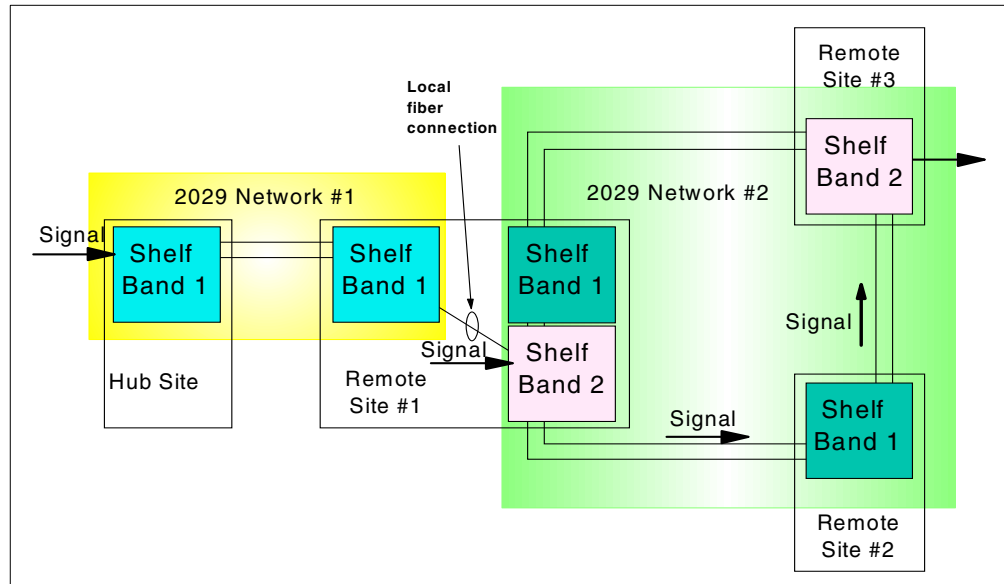 Remote
Site #3
Local
fiber
connection
Shelf
Band 2
2029 Network #1
2029 Network #2
Signal
Shelf
Band 1
Shelf
Band 1
Shelf
Band 1
Signal
Signal
Shelf
Band 2
Hub Site
Remote
Site #1
Signal
Shelf
Band 1
Remote
Site #2